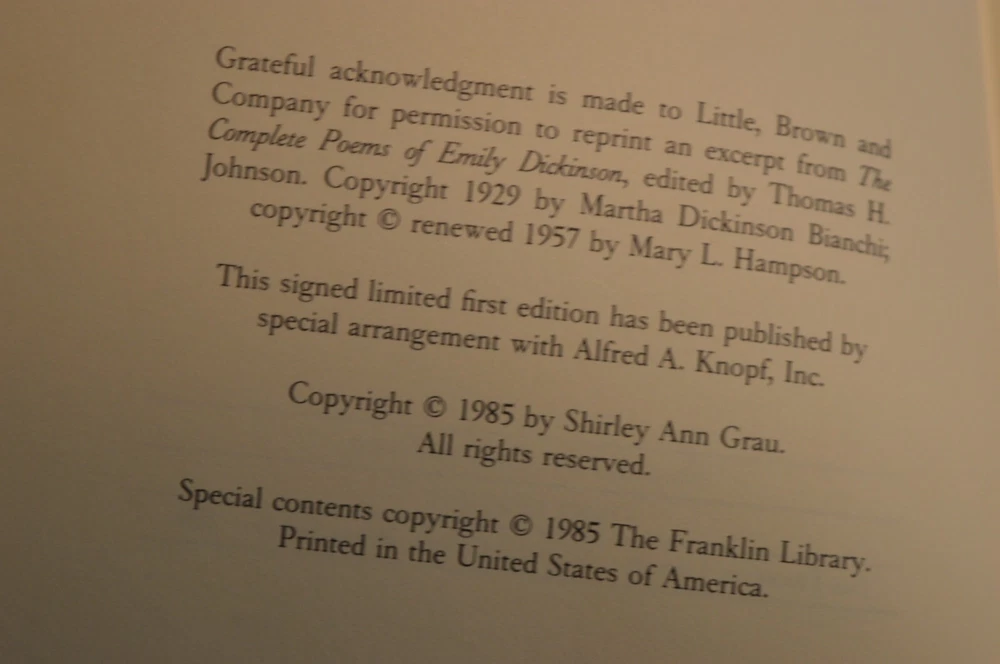 Grateful acknowledgment is made to Little, Brown and
Company for permission to reprint an excerpt from The
Complete Poems of Emily Dickinson, edited by Thomas H.
Johnson. Copyright 1929 by Martha Dickinson Bianchi;
copyright © renewed 1957 by Mary L. Hampson.
This signed limited first edition has been published by
special arrangement with Alfred A. Knopf, Inc.
Copyright © 1985 by Shirley Ann Grau.
All rights reserved.
Special contents copyright © 1985 The Franklin Library.
Printed in the United States of America.